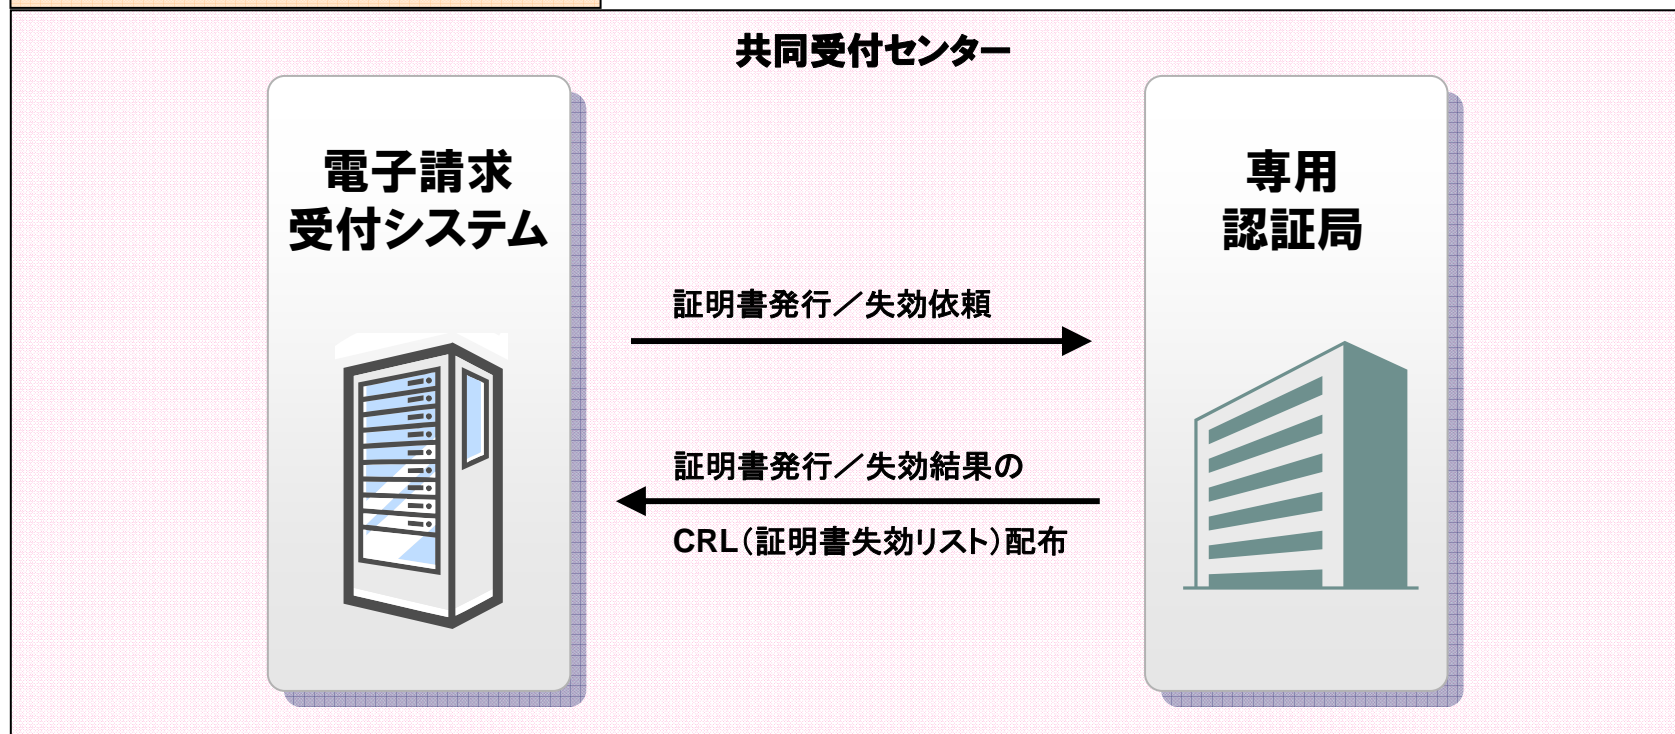 共同受付センター
電子請求
受付システム
専用
認証局
証明書発行／失効依頼
証明書発行／失効結果の
CRL（証明書失効リスト）配布